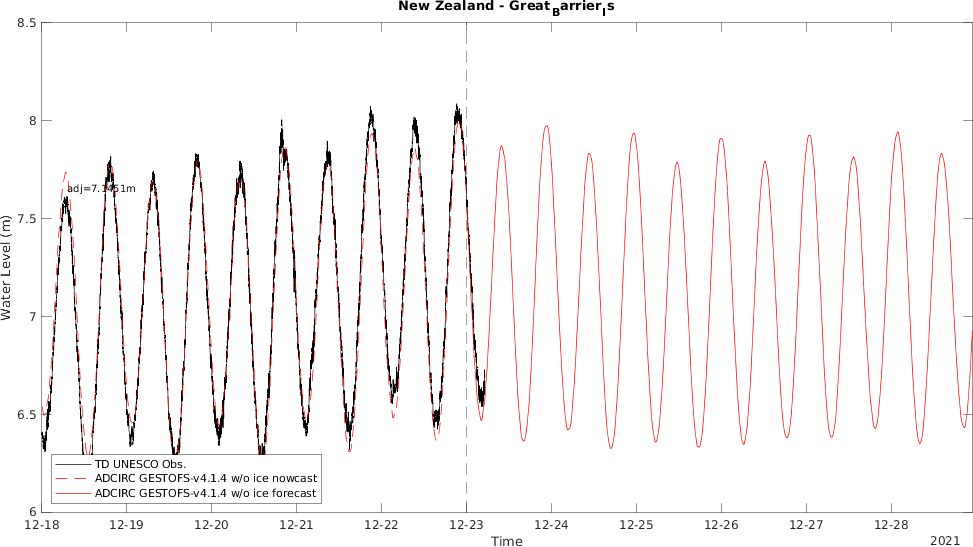 New Zealand - Great_Barrier_Is
8.5
8
7.5
7
6.5
6
Water Level (m)
adj=7.1451m
TD UNESCO Obs.
ADCIRC GESTOFS-v4.1.4 w/o ice nowcast
ADCIRC GESTOFS-v4.1.4 w/o ice forecast
12-18 12-19 12-20 12-21 12-22 12-23 12-24 12-25 12-26 12-27 12-28
Time
2021